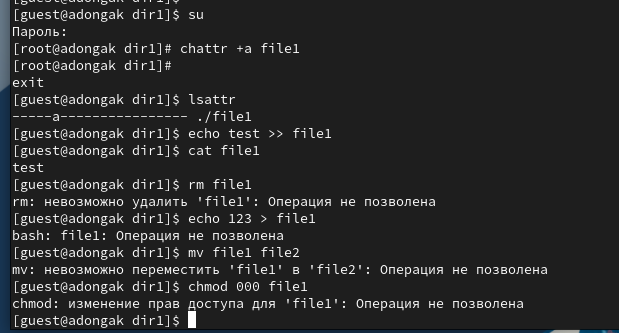 [guest@adongak dir1]$ su
Пароль:
[root@adongak dir1]# chattr +a file1
[root@adongak dir1]#
exit
[guest@adongak dir1]$ lsattr
-----a---------------- ./file1
[guest@adongak dir1]$ echo test >> file1
[guest@adongak dir1]$ cat file1
test
[guest@adongak dir1]$ rm file1
rm: невозможно удалить 'file1': Операция не позволена
[guest@adongak dir1]$ echo 123 > file1
bash: file1: Операция не позволена
[guest@adongak dir1]$ mv file1 file2
mv: невозможно переместить 'file1' в 'file2': Операция не позволена
[guest@adongak dir1]$ chmod 000 file1
chmod: изменение прав доступа для 'file1': Операция не позволена
[guest@adongak dir1]$